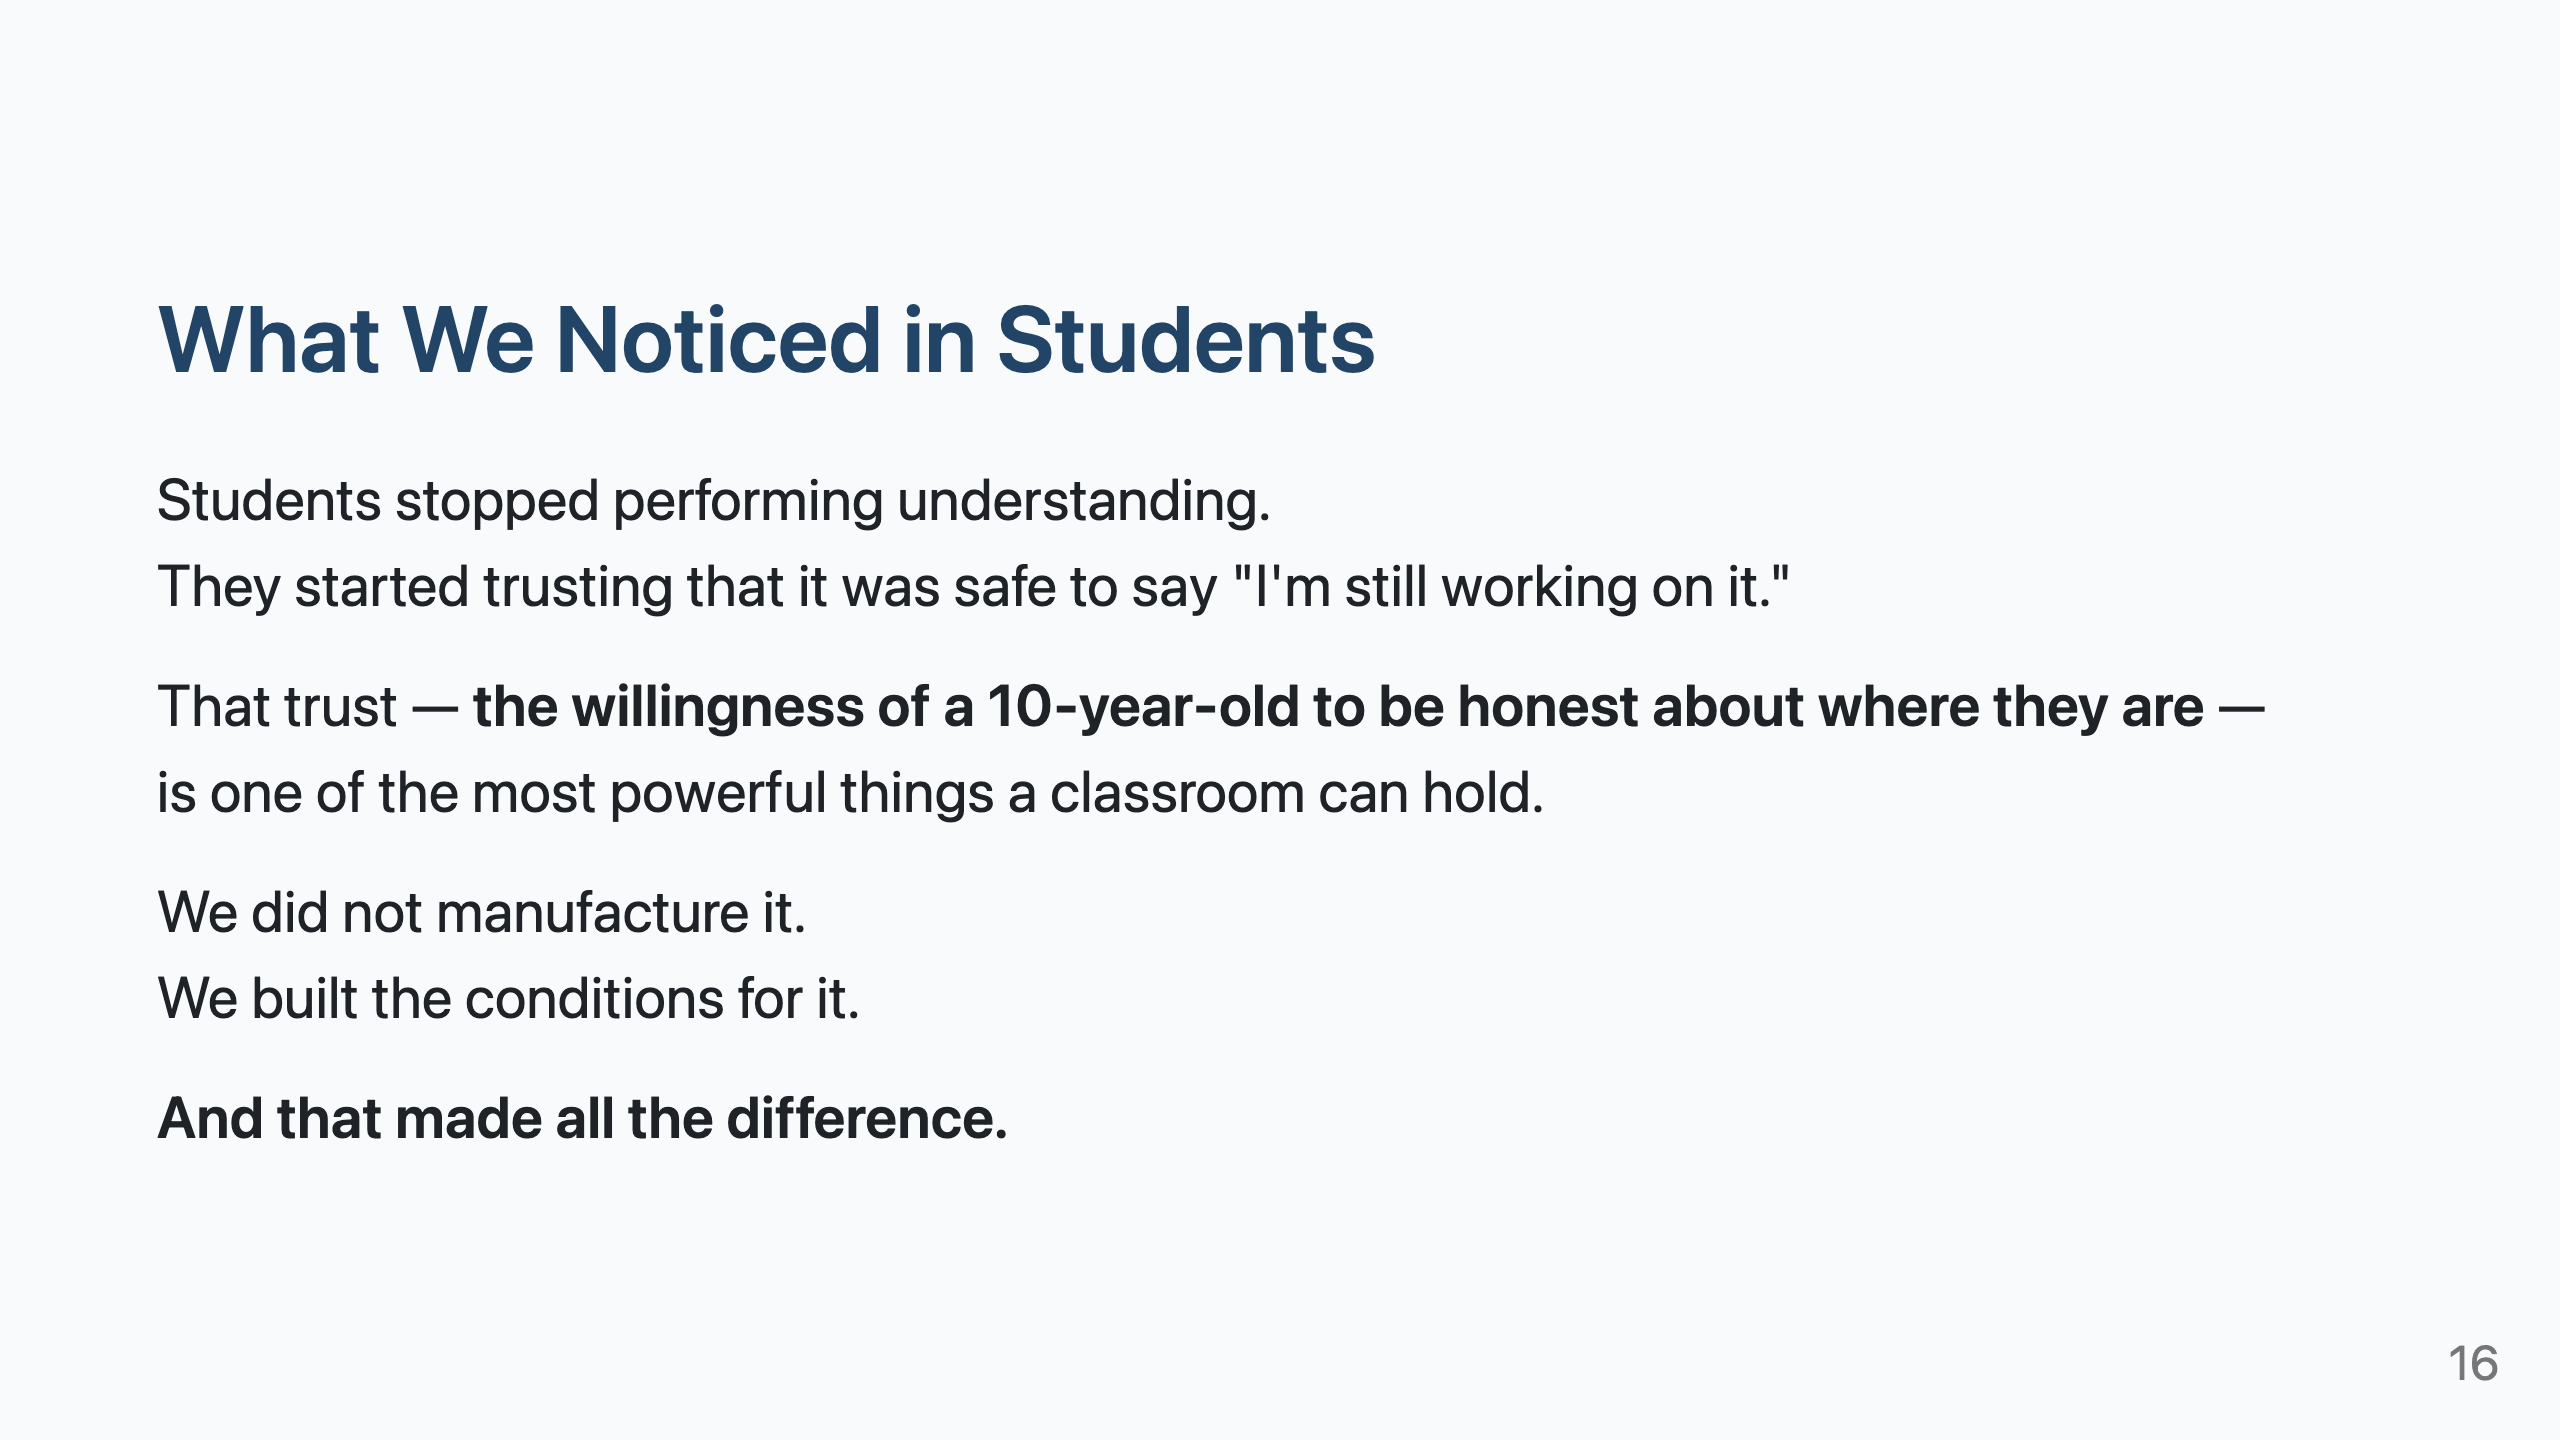 What We Noticed in Students
Students stopped performing understanding.
They started trusting that it was safe to say "I'm still working on it."
That trust — the willingness of a 10-year-old to be honest about where they are —
is one of the most powerful things a classroom can hold.
We did not manufacture it.
We built the conditions for it.
And that made all the difference.
16